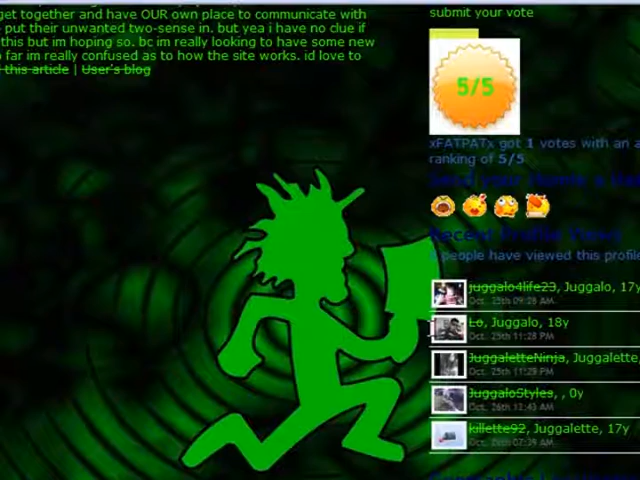 get together and have OUR own place to communicate with
put their unwanted two-sense in. but yea i have no clue if
this but im hoping so. bc im really looking to have some new
far im really confused as to how the site works. id love to
this article | User's blog
submit your vote
5/5
xFATPATx got 1 votes with an a
ranking of 5/5
Recent Profile Views
people have viewed this profile
juggalo4life23, Juggalo, 17y
Oct. 25th 09:28 AM
Lo, Juggalo, 18y
Oct. 25th 11:28 PM
JuggaletteNinja, Juggalette,
Oct. 25th 11:29 PM
JuggaloStyles, , 0y
Oct. 26th 12:43 AM
killette92, Juggalette, 17y
Oct. 26th 07:39 AM